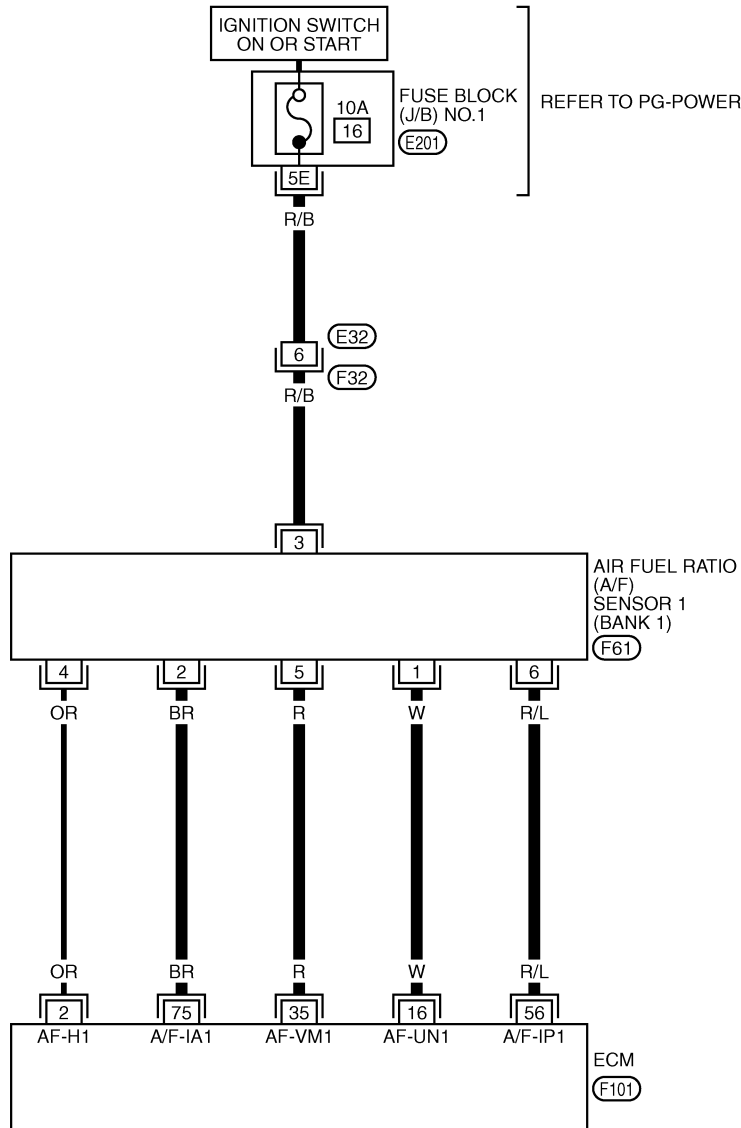 IGNITION SWITCH
ON OR START
10A
16
FUSE BLOCK
(J/B) NO.1
E201
REFER TO PG-POWER
5E
R/B
6
E32
F32
R/B
3
AIR FUEL RATIO
(A/F)
SENSOR 1
(BANK 1)
F61
4 2 5 1 6
OR BR R W R/L
OR BR R W R/L
2 75 35 16 56
AF-H1 A/F-IA1 AF-VM1 AF-UN1 A/F-IP1
ECM
F101